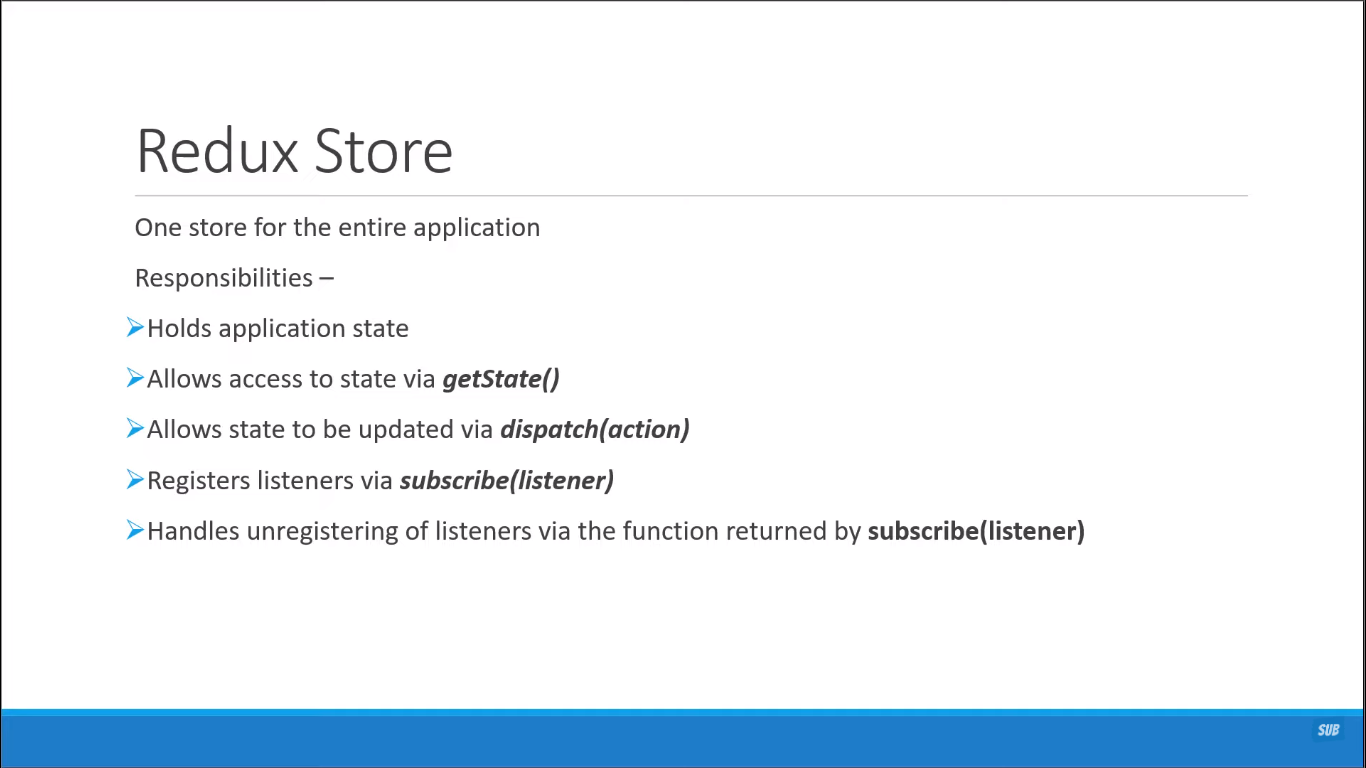 Redux Store
One store for the entire application
Responsibilities –
Holds application state
Allows access to state via getState()
Allows state to be updated via dispatch(action)
Registers listeners via subscribe(listener)
Handles unregistering of listeners via the function returned by subscribe(listener)
SUB